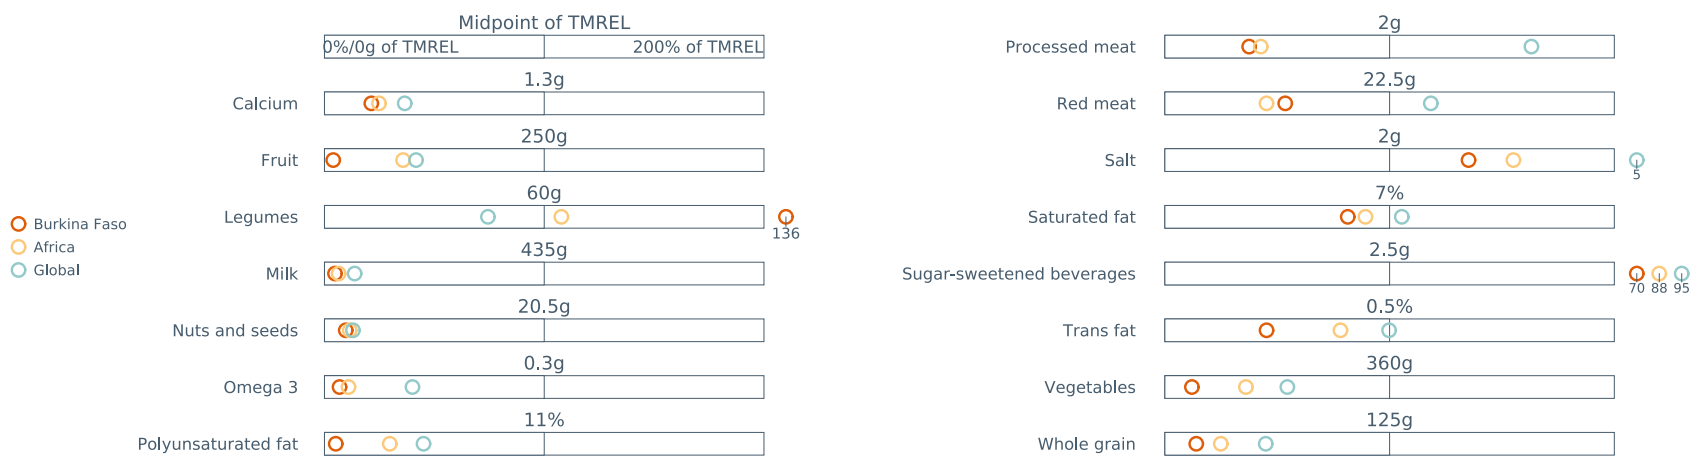 Midpoint of TMREL
0%/0g of TMREL 200% of TMREL
1.3g
Calcium
250g
Fruit
60g
Legumes
136
435g
Milk
20.5g
Nuts and seeds
0.3g
Omega 3
11%
Polyunsaturated fat
Burkina Faso
Africa
Global
2g
Processed meat
22.5g
Red meat
2g
Salt
5
7%
Saturated fat
2.5g
Sugar-sweetened beverages
70 88 95
0.5%
Trans fat
360g
Vegetables
125g
Whole grain